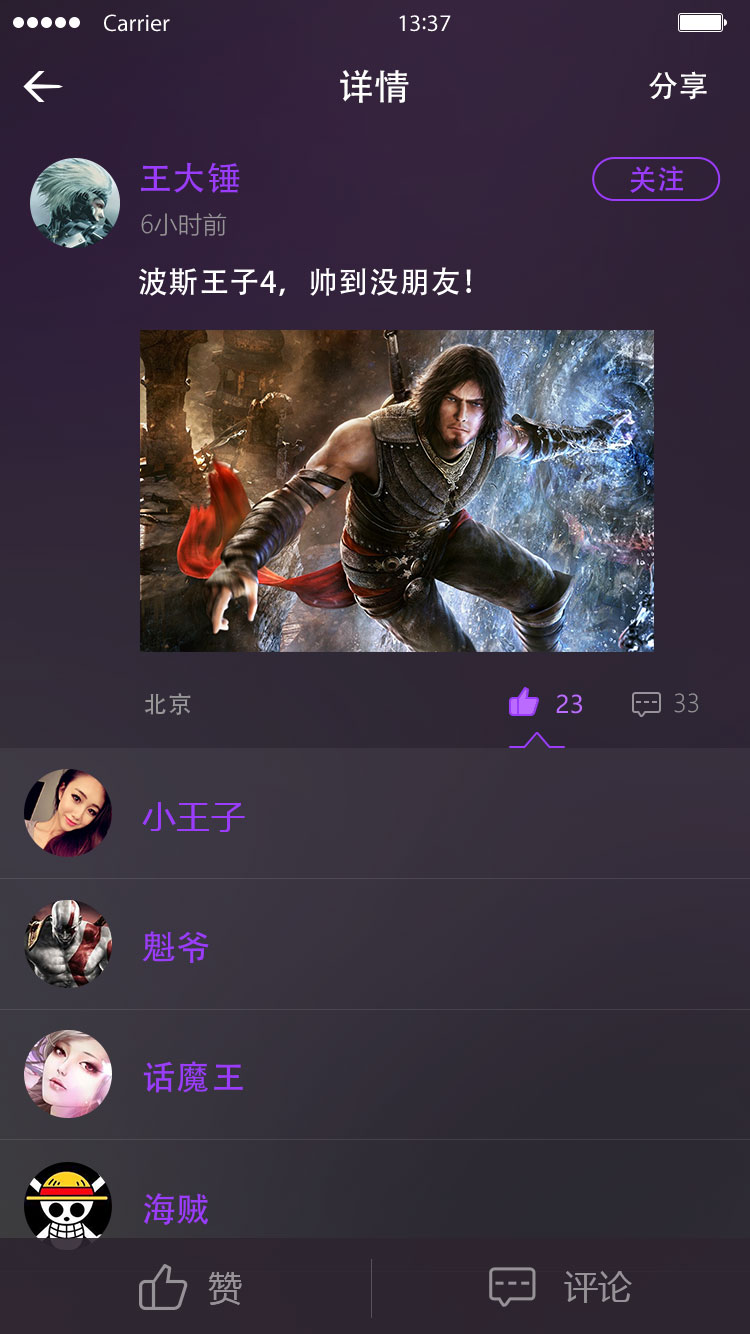 Carrier 13:37
详情 分享
王大锤 关注
6小时前
波斯王子4，帅到没朋友！
北京 23 33
小王子
魁爷
话魔王
海贼
赞 评论